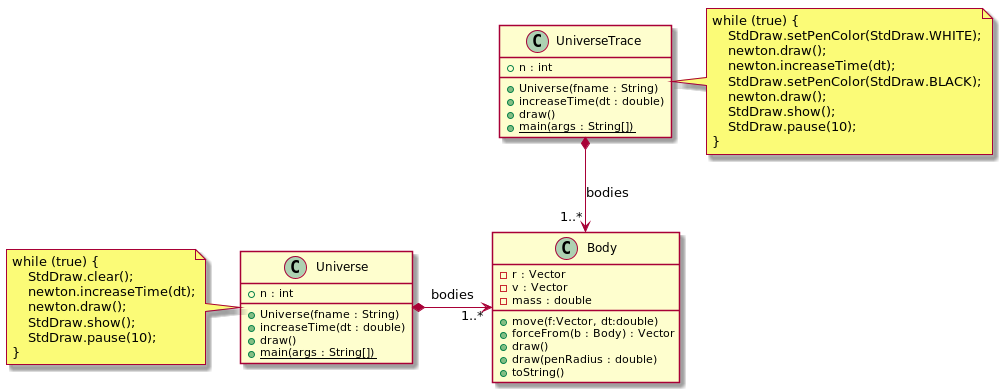 C UniverseTrace
n : int
Universe(fname : String)
increaseTime(dt : double)
draw()
main(args : String[])
while (true) {
StdDraw.setPenColor(StdDraw.WHITE);
newton.draw();
newton.increaseTime(dt);
StdDraw.setPenColor(StdDraw.BLACK);
newton.draw();
StdDraw.show();
StdDraw.pause(10);
}
bodies
1..*
while (true) {
StdDraw.clear();
newton.increaseTime(dt);
newton.draw();
StdDraw.show();
StdDraw.pause(10);
}
C Universe
n : int
Universe(fname : String)
increaseTime(dt : double)
draw()
main(args : String[])
bodies
1..*
C Body
r : Vector
v : Vector
mass : double
move(f:Vector, dt:double)
forceFrom(b : Body) : Vector
draw()
draw(penRadius : double)
toString()